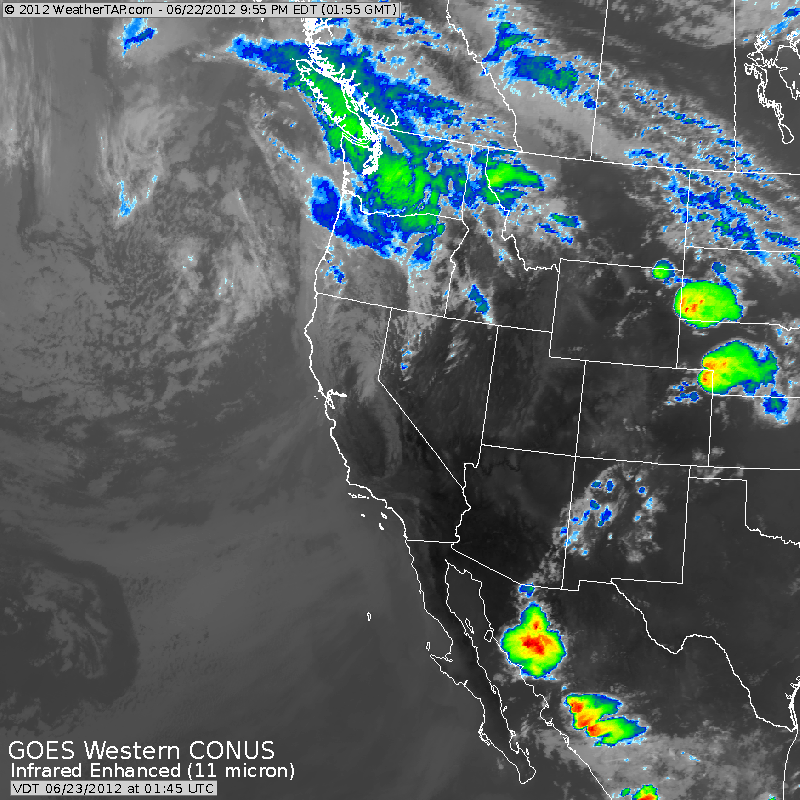 © 2012 WeatherTAP.com - 06/22/2012 9:55 PM EDT (01:55 GMT)
GOES Western CONUS
Infrared Enhanced (11 micron)
VDT 06/23/2012 at 01:45 UTC